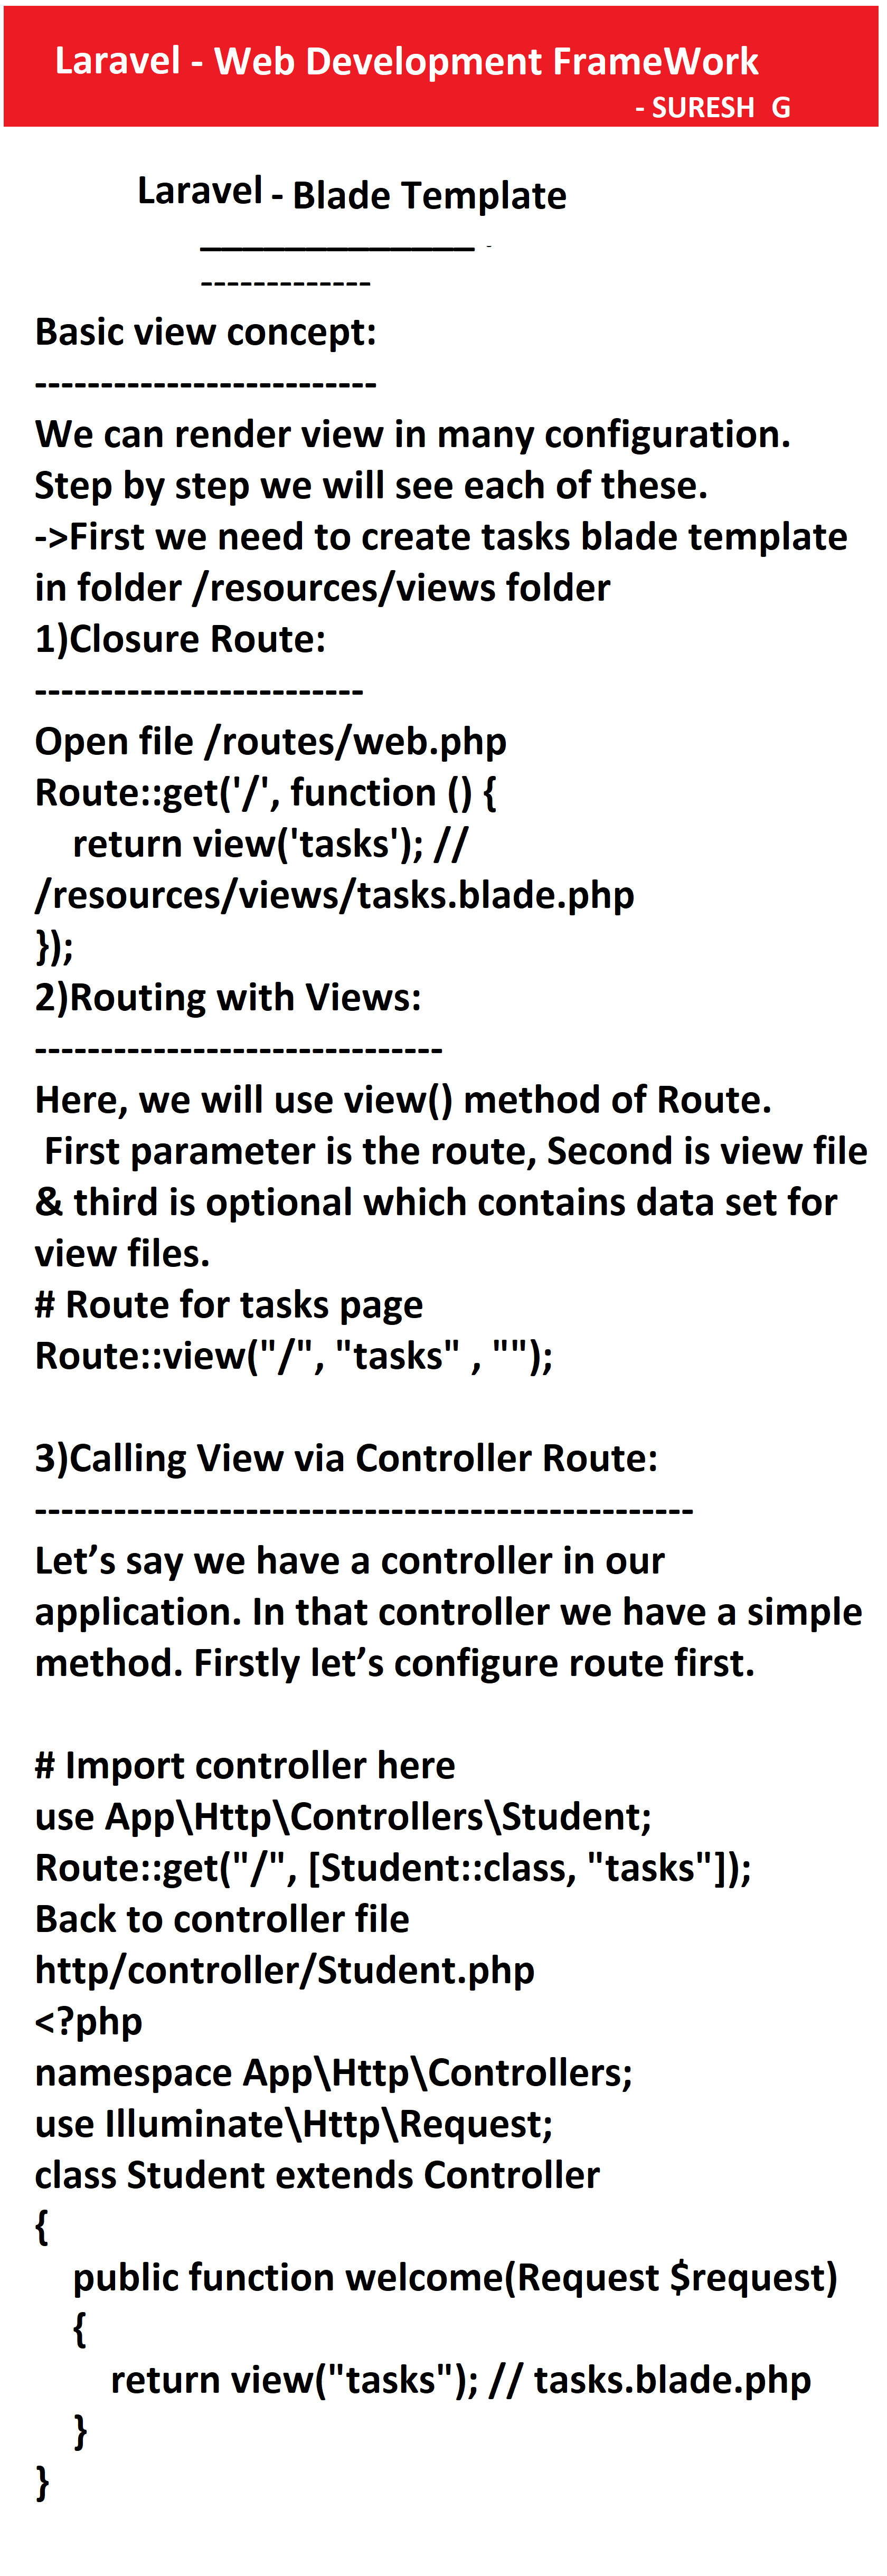 Laravel - Web Development FrameWork
- SURESH G
Laravel - Blade Template
_____________ -
-------------
Basic view concept:
--------------------------
We can render view in many configuration.
Step by step we will see each of these.
->First we need to create tasks blade template
in folder /resources/views folder
1)Closure Route:
-------------------------
Open file /routes/web.php
Route::get('/', function () {
    return view('tasks'); //
/resources/views/tasks.blade.php
});
2)Routing with Views:
-------------------------------
Here, we will use view() method of Route.
 First parameter is the route, Second is view file
& third is optional which contains data set for
view files.
# Route for tasks page
Route::view("/", "tasks" , "");
3)Calling View via Controller Route:
--------------------------------------------------
Let’s say we have a controller in our
application. In that controller we have a simple
method. Firstly let’s configure route first.
# Import controller here
use App\Http\Controllers\Student;
Route::get("/", [Student::class, "tasks"]);
Back to controller file
http/controller/Student.php
<?php
namespace App\Http\Controllers;
use Illuminate\Http\Request;
class Student extends Controller
{
    public function welcome(Request $request)
    {
        return view("tasks"); // tasks.blade.php
    }
}